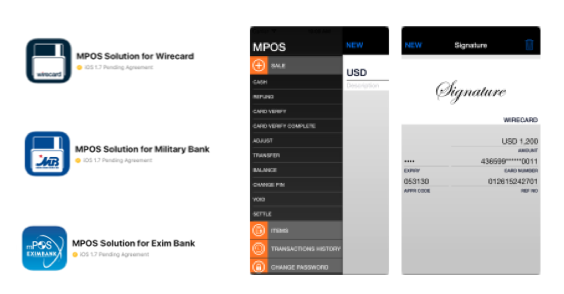 wirecard
MPOS Solution for Wirecard
iOS 1.7 Pending Agreement
MB
MPOS Solution for Military Bank
iOS 1.7 Pending Agreement
mPOS
EXIMBANK
MPOS Solution for Exim Bank
iOS 1.7 Pending Agreement
MPOS
SALE
CASH
REFUND
CARD VERIFY
CARD VERIFY COMPLETE
ADJUST
TRANSFER
BALANCE
CHANGE PIN
VOID
SETTLE
ITEMS
TRANSACTIONS HISTORY
CHANGE PASSWORD
NEW
USD
Description
NEW Signature
Signature
WIRECARD
USD 1,200
AMOUNT
•••• 436599******0011
EXPIRY CARD NUMBER
053130 012615242701
APPR CODE REF NO